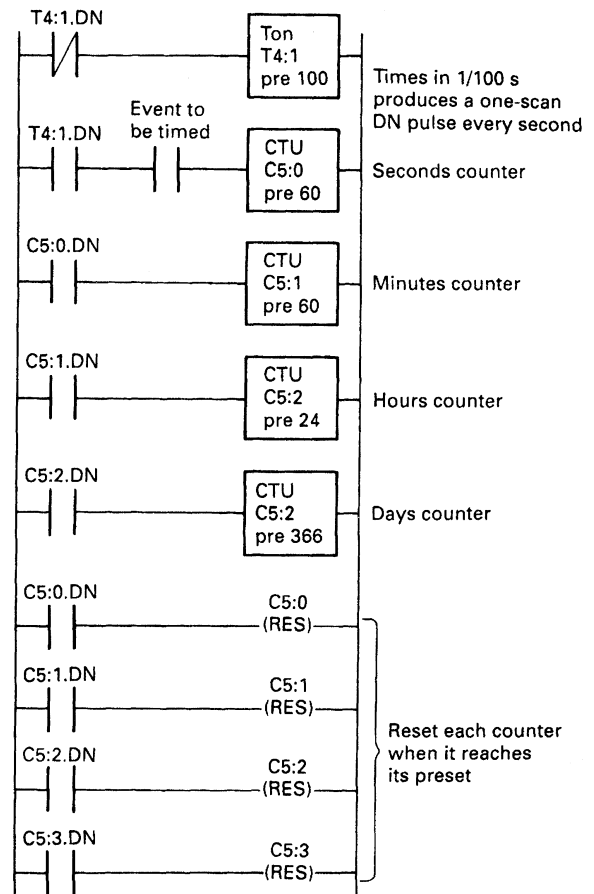 T4:1.DN
Ton
T4:1
pre 100
Times in 1/100 s
produces a one-scan
DN pulse every second
T4:1.DN
Event to
be timed
CTU
C5:0
pre 60
Seconds counter
C5:0.DN
CTU
C5:1
pre 60
Minutes counter
C5:1.DN
CTU
C5:2
pre 24
Hours counter
C5:2.DN
CTU
C5:2
pre 366
Days counter
C5:0.DN
C5:0
(RES)
C5:1.DN
C5:1
(RES)
C5:2.DN
C5:2
(RES)
C5:3.DN
C5:3
(RES)
Reset each counter
when it reaches
its preset